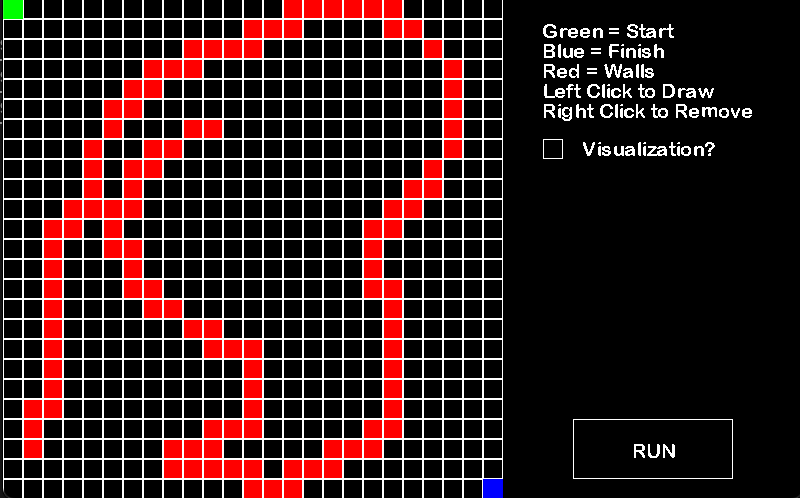 Green = Start
Blue = Finish
Red = Walls
Left Click to Draw
Right Click to Remove
Visualization?
RUN